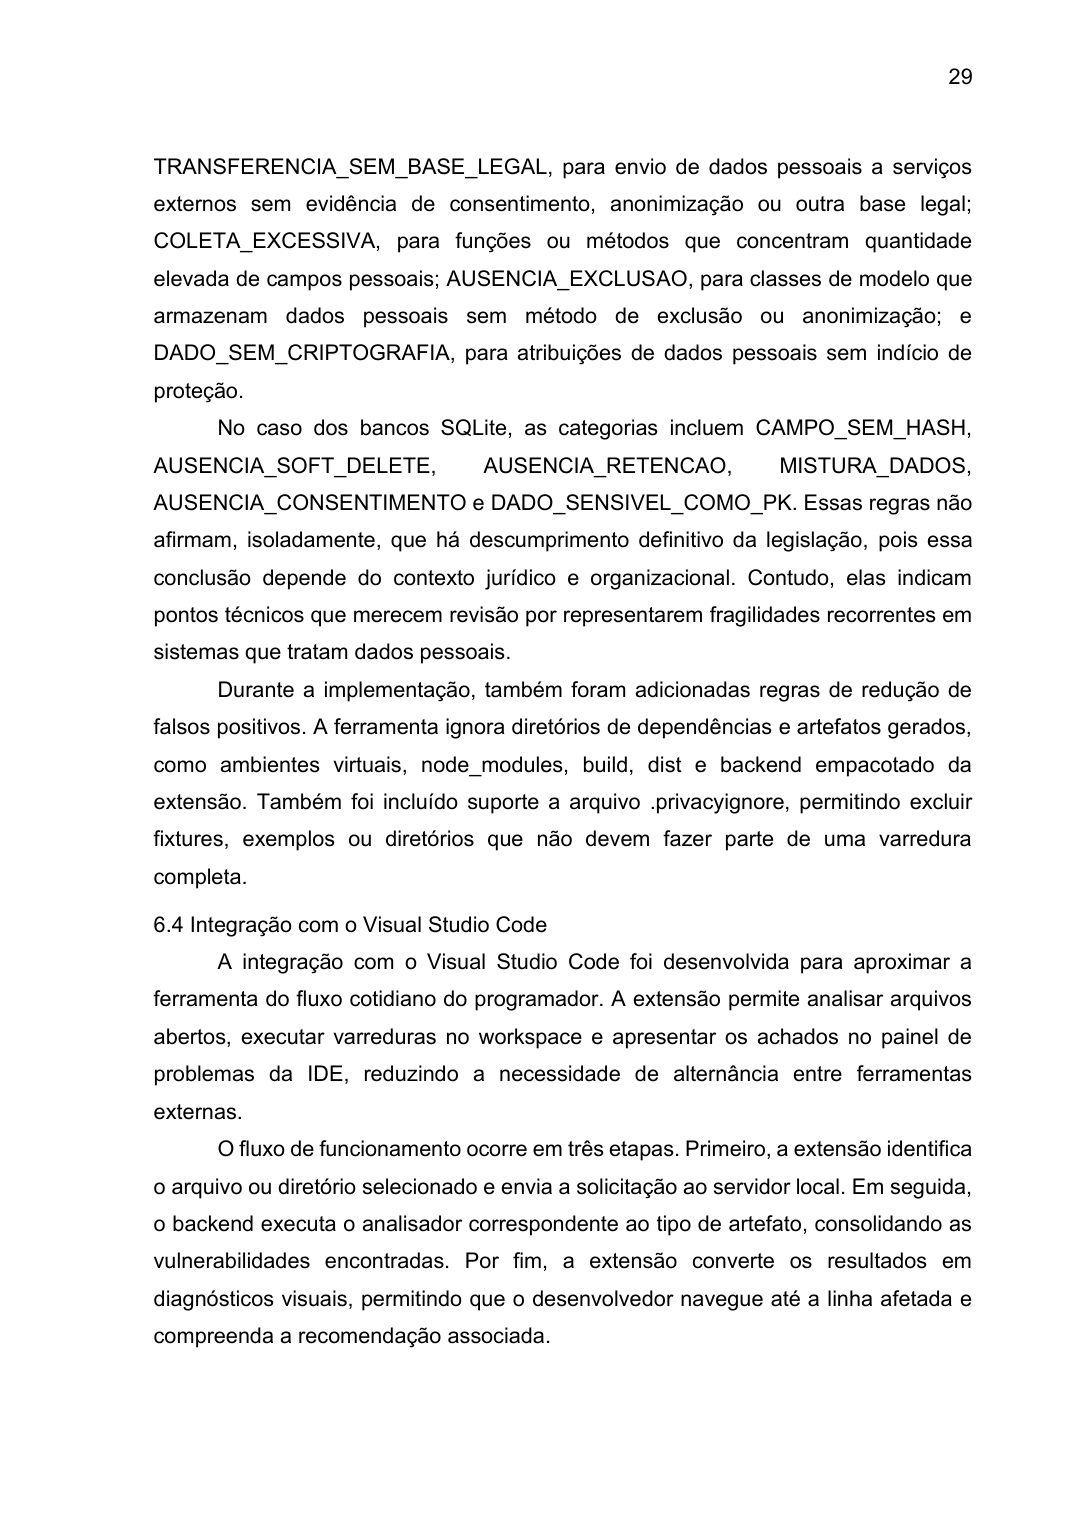 29
TRANSFERENCIA_SEM_BASE_LEGAL, para envio de dados pessoais a serviços
externos sem evidência de consentimento, anonimização ou outra base legal;
COLETA_EXCESSIVA, para funções ou métodos que concentram quantidade
elevada de campos pessoais; AUSENCIA_EXCLUSAO, para classes de modelo que
armazenam dados pessoais sem método de exclusão ou anonimização; e
DADO_SEM_CRIPTOGRAFIA, para atribuições de dados pessoais sem indício de
proteção.
No caso dos bancos SQLite, as categorias incluem CAMPO_SEM_HASH,
AUSENCIA_SOFT_DELETE, AUSENCIA_RETENCAO, MISTURA_DADOS,
AUSENCIA_CONSENTIMENTO e DADO_SENSIVEL_COMO_PK. Essas regras não
afirmam, isoladamente, que há descumprimento definitivo da legislação, pois essa
conclusão depende do contexto jurídico e organizacional. Contudo, elas indicam
pontos técnicos que merecem revisão por representarem fragilidades recorrentes em
sistemas que tratam dados pessoais.
Durante a implementação, também foram adicionadas regras de redução de
falsos positivos. A ferramenta ignora diretórios de dependências e artefatos gerados,
como ambientes virtuais, node_modules, build, dist e backend empacotado da
extensão. Também foi incluído suporte a arquivo .privacyignore, permitindo excluir
fixtures, exemplos ou diretórios que não devem fazer parte de uma varredura
completa.
6.4 Integração com o Visual Studio Code
A integração com o Visual Studio Code foi desenvolvida para aproximar a
ferramenta do fluxo cotidiano do programador. A extensão permite analisar arquivos
abertos, executar varreduras no workspace e apresentar os achados no painel de
problemas da IDE, reduzindo a necessidade de alternância entre ferramentas
externas.
O fluxo de funcionamento ocorre em três etapas. Primeiro, a extensão identifica
o arquivo ou diretório selecionado e envia a solicitação ao servidor local. Em seguida,
o backend executa o analisador correspondente ao tipo de artefato, consolidando as
vulnerabilidades encontradas. Por fim, a extensão converte os resultados em
diagnósticos visuais, permitindo que o desenvolvedor navegue até a linha afetada e
compreenda a recomendação associada.